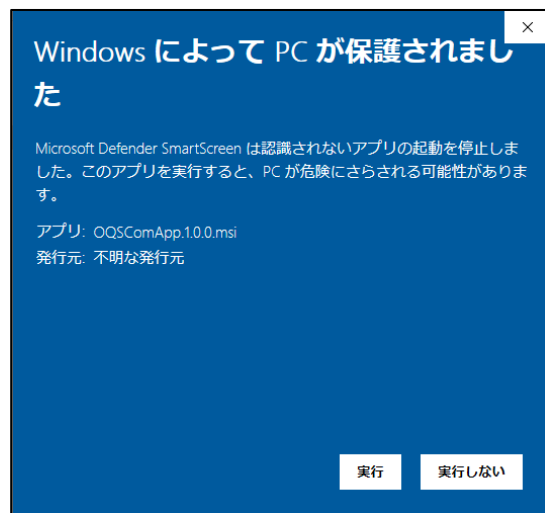 Windows によって PC が保護されまし
た
Microsoft Defender SmartScreen は認識されないアプリの起動を停止しま
した。このアプリを実行すると、PC が危険にさらされる可能性がありま
す。
アプリ: OQSComApp.1.0.0.msi
発行元: 不明な発行元
実行 実行しない